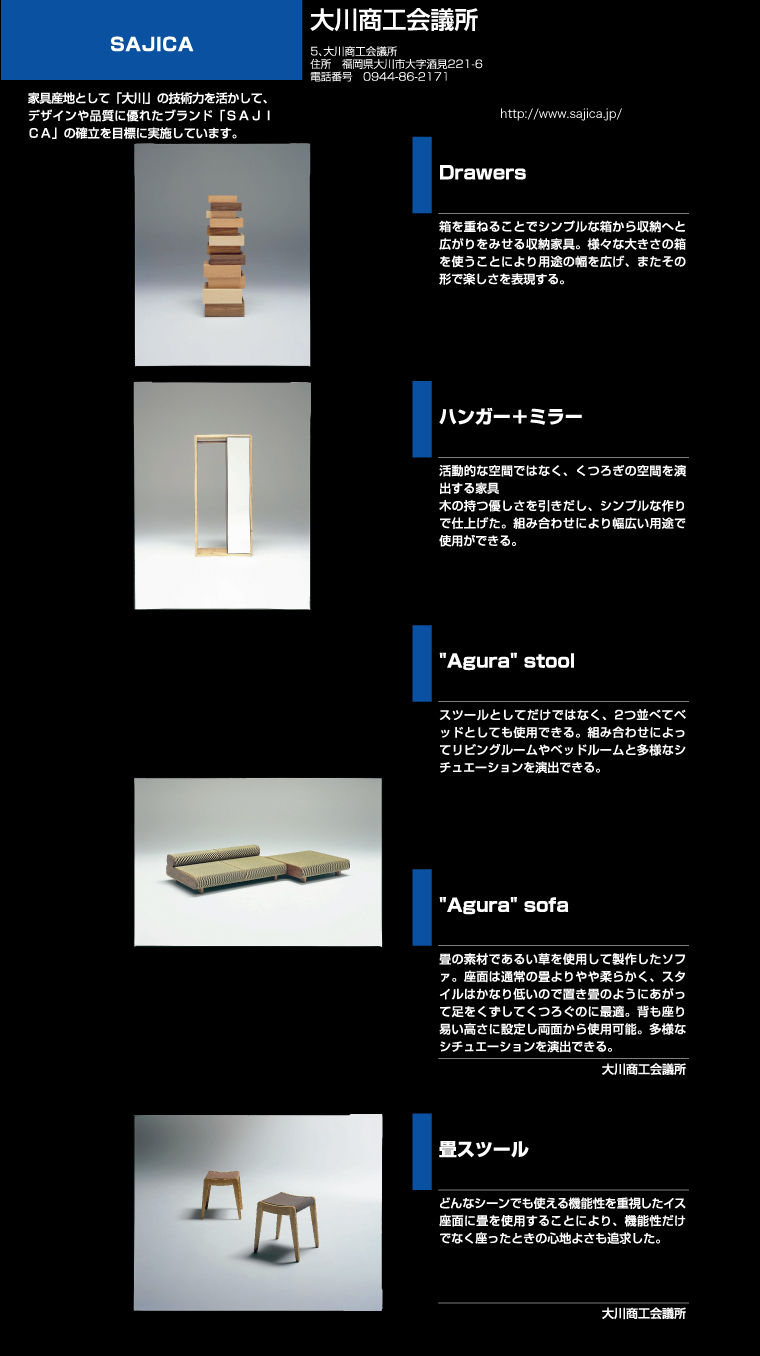 SAJICA
大川商工会議所
5、大川商工会議所
住所　福岡県大川市大字酒見221-6
電話番号　0944-86-2171
家具産地として「大川」の技術力を活かして、
デザインや品質に優れたブランド「ＳＡＪＩ
ＣＡ」の確立を目標に実施しています。
http://www.sajica.jp/
Drawers
箱を重ねることでシンプルな箱から収納へと
広がりをみせる収納家具。様々な大きさの箱
を使うことにより用途の幅を広げ、またその
形で楽しさを表現する。
ハンガー＋ミラー
活動的な空間ではなく、くつろぎの空間を演
出する家具
木の持つ優しさを引きだし、シンプルな作り
で仕上げた。組み合わせにより幅広い用途で
使用ができる。
"Agura" stool
スツールとしてだけではなく、2つ並べてベ
ッドとしても使用できる。組み合わせによっ
てリビングルームやベッドルームと多様なシ
チュエーションを演出できる。
"Agura" sofa
畳の素材であるい草を使用して製作したソフ
ァ。座面は通常の畳よりやや柔らかく、スタ
イルはかなり低いので置き畳のようにあがっ
て足をくずしてくつろぐのに最適。背も座り
易い高さに設定し両面から使用可能。多様な
シチュエーションを演出できる。
大川商工会議所
畳スツール
どんなシーンでも使える機能性を重視したイス
座面に畳を使用することにより、機能性だけ
でなく座ったときの心地よさも追求した。
大川商工会議所